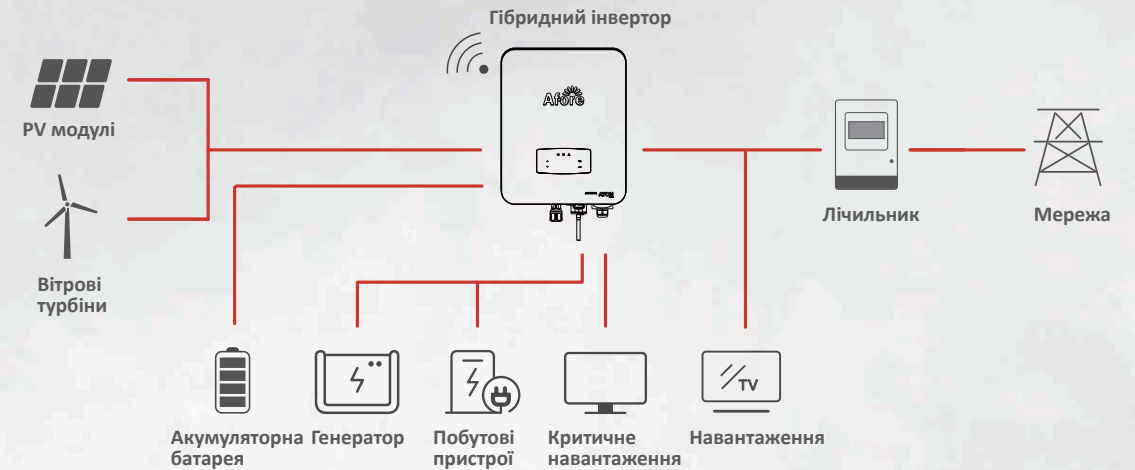 Гібридний інвертор
Afore
PV модулі
Лічильник
Мережа
Вітрові
турбіни
TV
Акумуляторна
батарея
Генератор
Побутові
пристрої
Критичне
навантаження
Навантаження